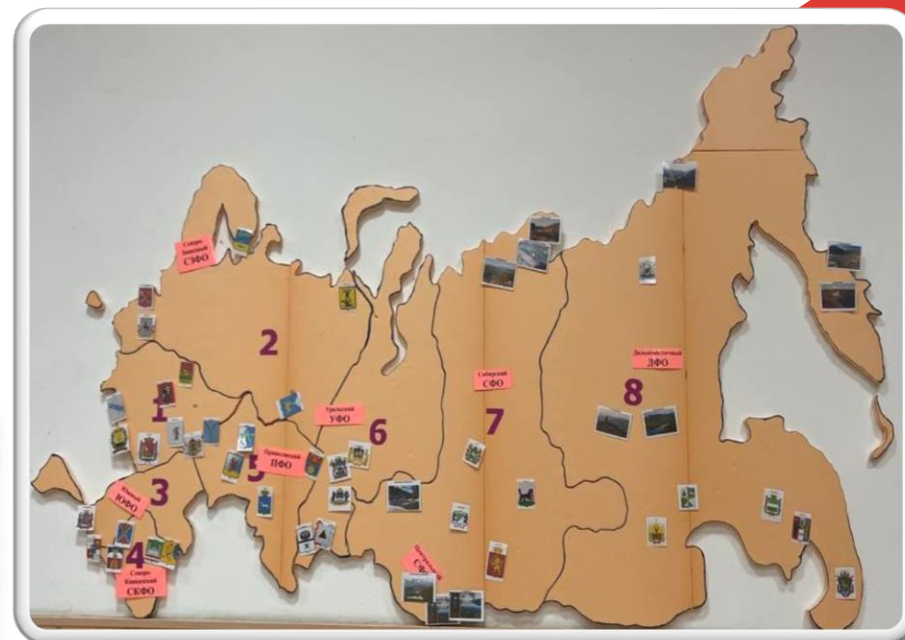 Северо-
Западный
СЗФО
2
Дальневосточный
ДФО
8
Сибирский
СФО
7
Уральский
УФО
6
1
Приволжский
ПФО
5
Южный
ЮФО
3
4
Северо-
Кавказский
СКФО
Центральный